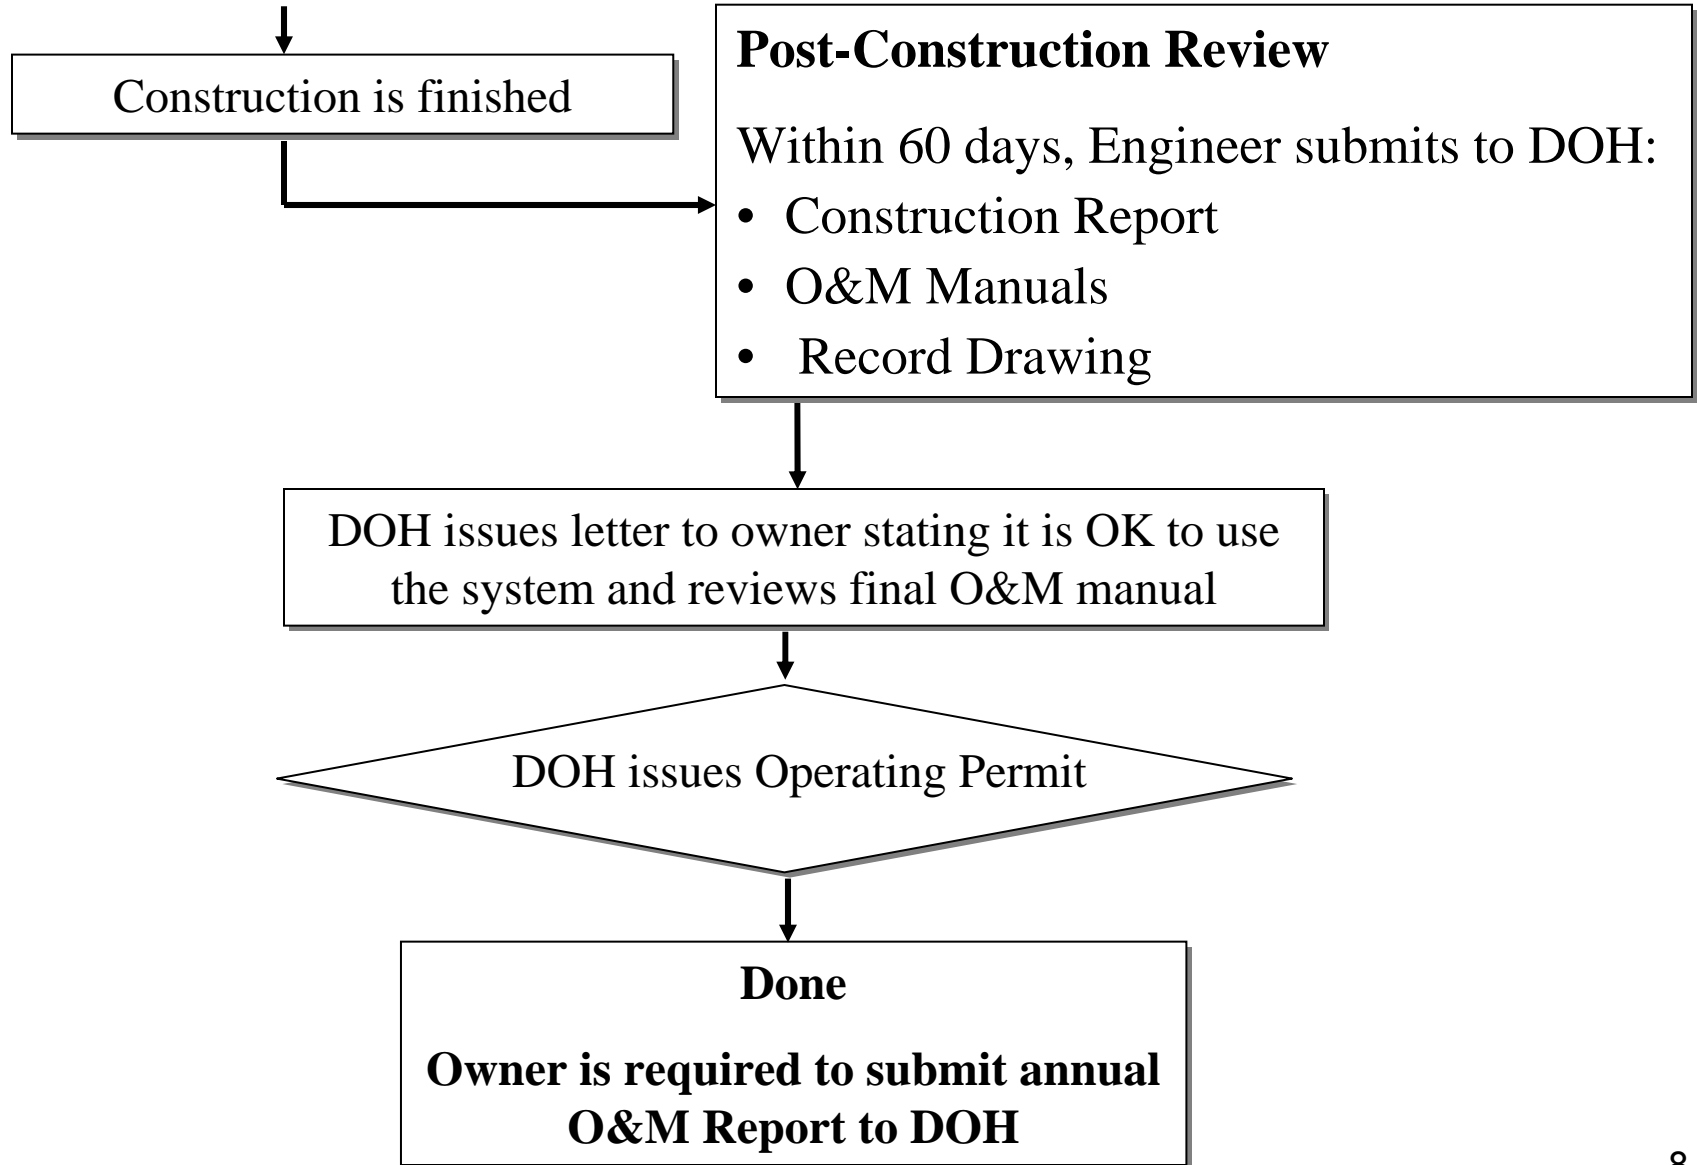 Construction is finished
Post-Construction Review
Within 60 days, Engineer submits to DOH:
• Construction Report
• O&M Manuals
• Record Drawing
DOH issues letter to owner stating it is OK to use
the system and reviews final O&M manual
DOH issues Operating Permit
Done
Owner is required to submit annual
O&M Report to DOH
8